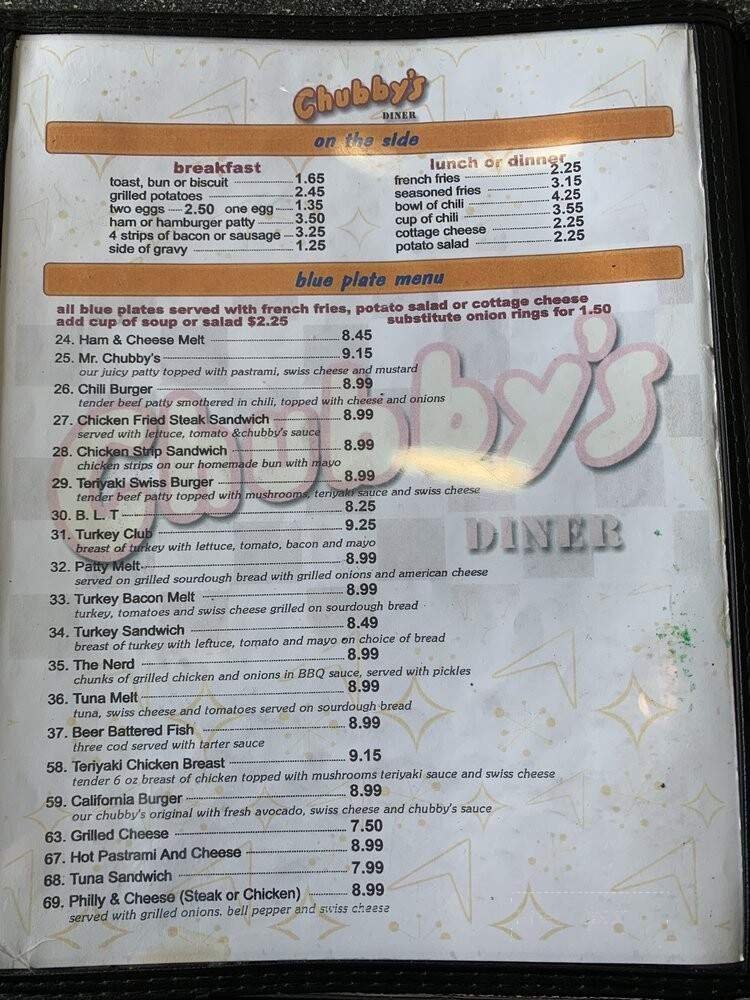 Chubby's
DINER
on the side
breakfast
toast, bun or biscuit 1.65
grilled potatoes 2.45
two eggs 2.50 one egg 1.35
ham or hamburger patty 3.50
4 strips of bacon or sausage 3.25
side of gravy 1.25
lunch or dinner
french fries 2.25
seasoned fries 3.15
bowl of chili 4.25
cup of chili 3.55
cottage cheese 2.25
potato salad 2.25
blue plate menu
all blue plates served with french fries, potato salad or cottage cheese
add cup of soup or salad $2.25 substitute onion rings for 1.50
24. Ham & Cheese Melt 8.45
25. Mr. Chubby's 9.15
our juicy patty topped with pastrami, swiss cheese and mustard
26. Chili Burger 8.99
tender beef patty smothered in chili, topped with cheese and onions
27. Chicken Fried Steak Sandwich 8.99
served with lettuce, tomato &chubby's sauce
28. Chicken Strip Sandwich 8.99
chicken strips on our homemade bun with mayo
29. Teriyaki Swiss Burger 8.99
tender beef patty topped with mushrooms, teriyaki sauce and swiss cheese
30. B. L. T 8.25
31. Turkey Club 9.25
breast of turkey with lettuce, tomato, bacon and mayo
32. Patty Melt 8.99
served on grilled sourdough bread with grilled onions and american cheese
33. Turkey Bacon Melt 8.99
turkey, tomatoes and swiss cheese grilled on sourdough bread
34. Turkey Sandwich 8.49
breast of turkey with leftuce, tomato and mayo on choice of bread
35. The Nerd 8.99
chunks of grilled chicken and onions in BBQ sauce, served with pickles
36. Tuna Melt 8.99
tuna, swiss cheese and tomatoes served on sourdough bread
37. Beer Battered Fish 8.99
three cod served with tarter sauce
58. Teriyaki Chicken Breast 9.15
tender 6 oz breast of chicken topped with mushrooms teriyaki sauce and swiss cheese
59. California Burger 8.99
our chubby's original with fresh avocado, swiss cheese and chubby's sauce
63. Grilled Cheese 7.50
67. Hot Pastrami And Cheese 8.99
68. Tuna Sandwich 7.99
69. Philly & Cheese (Steak or Chicken) 8.99
served with grilled onions. bell pepper and swiss cheese
Chubby's
DINER